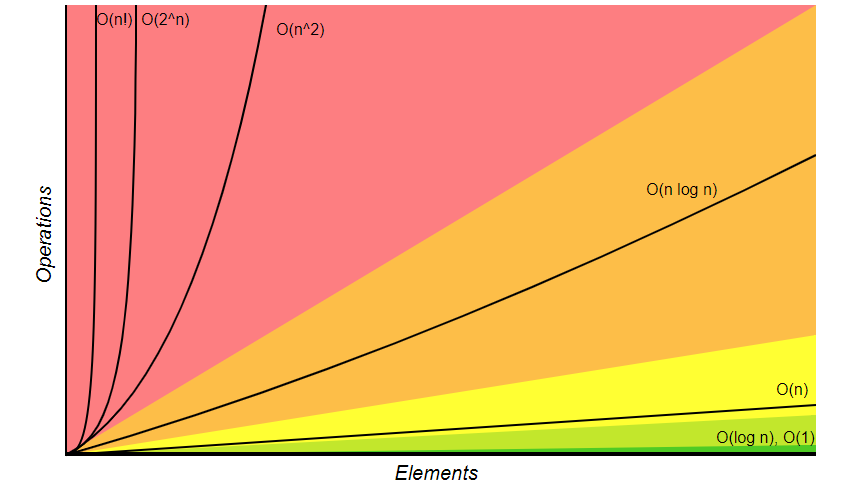 O(n!)
O(2^n)
O(n^2)
O(n log n)
O(n)
O(log n), O(1)
Operations
Elements